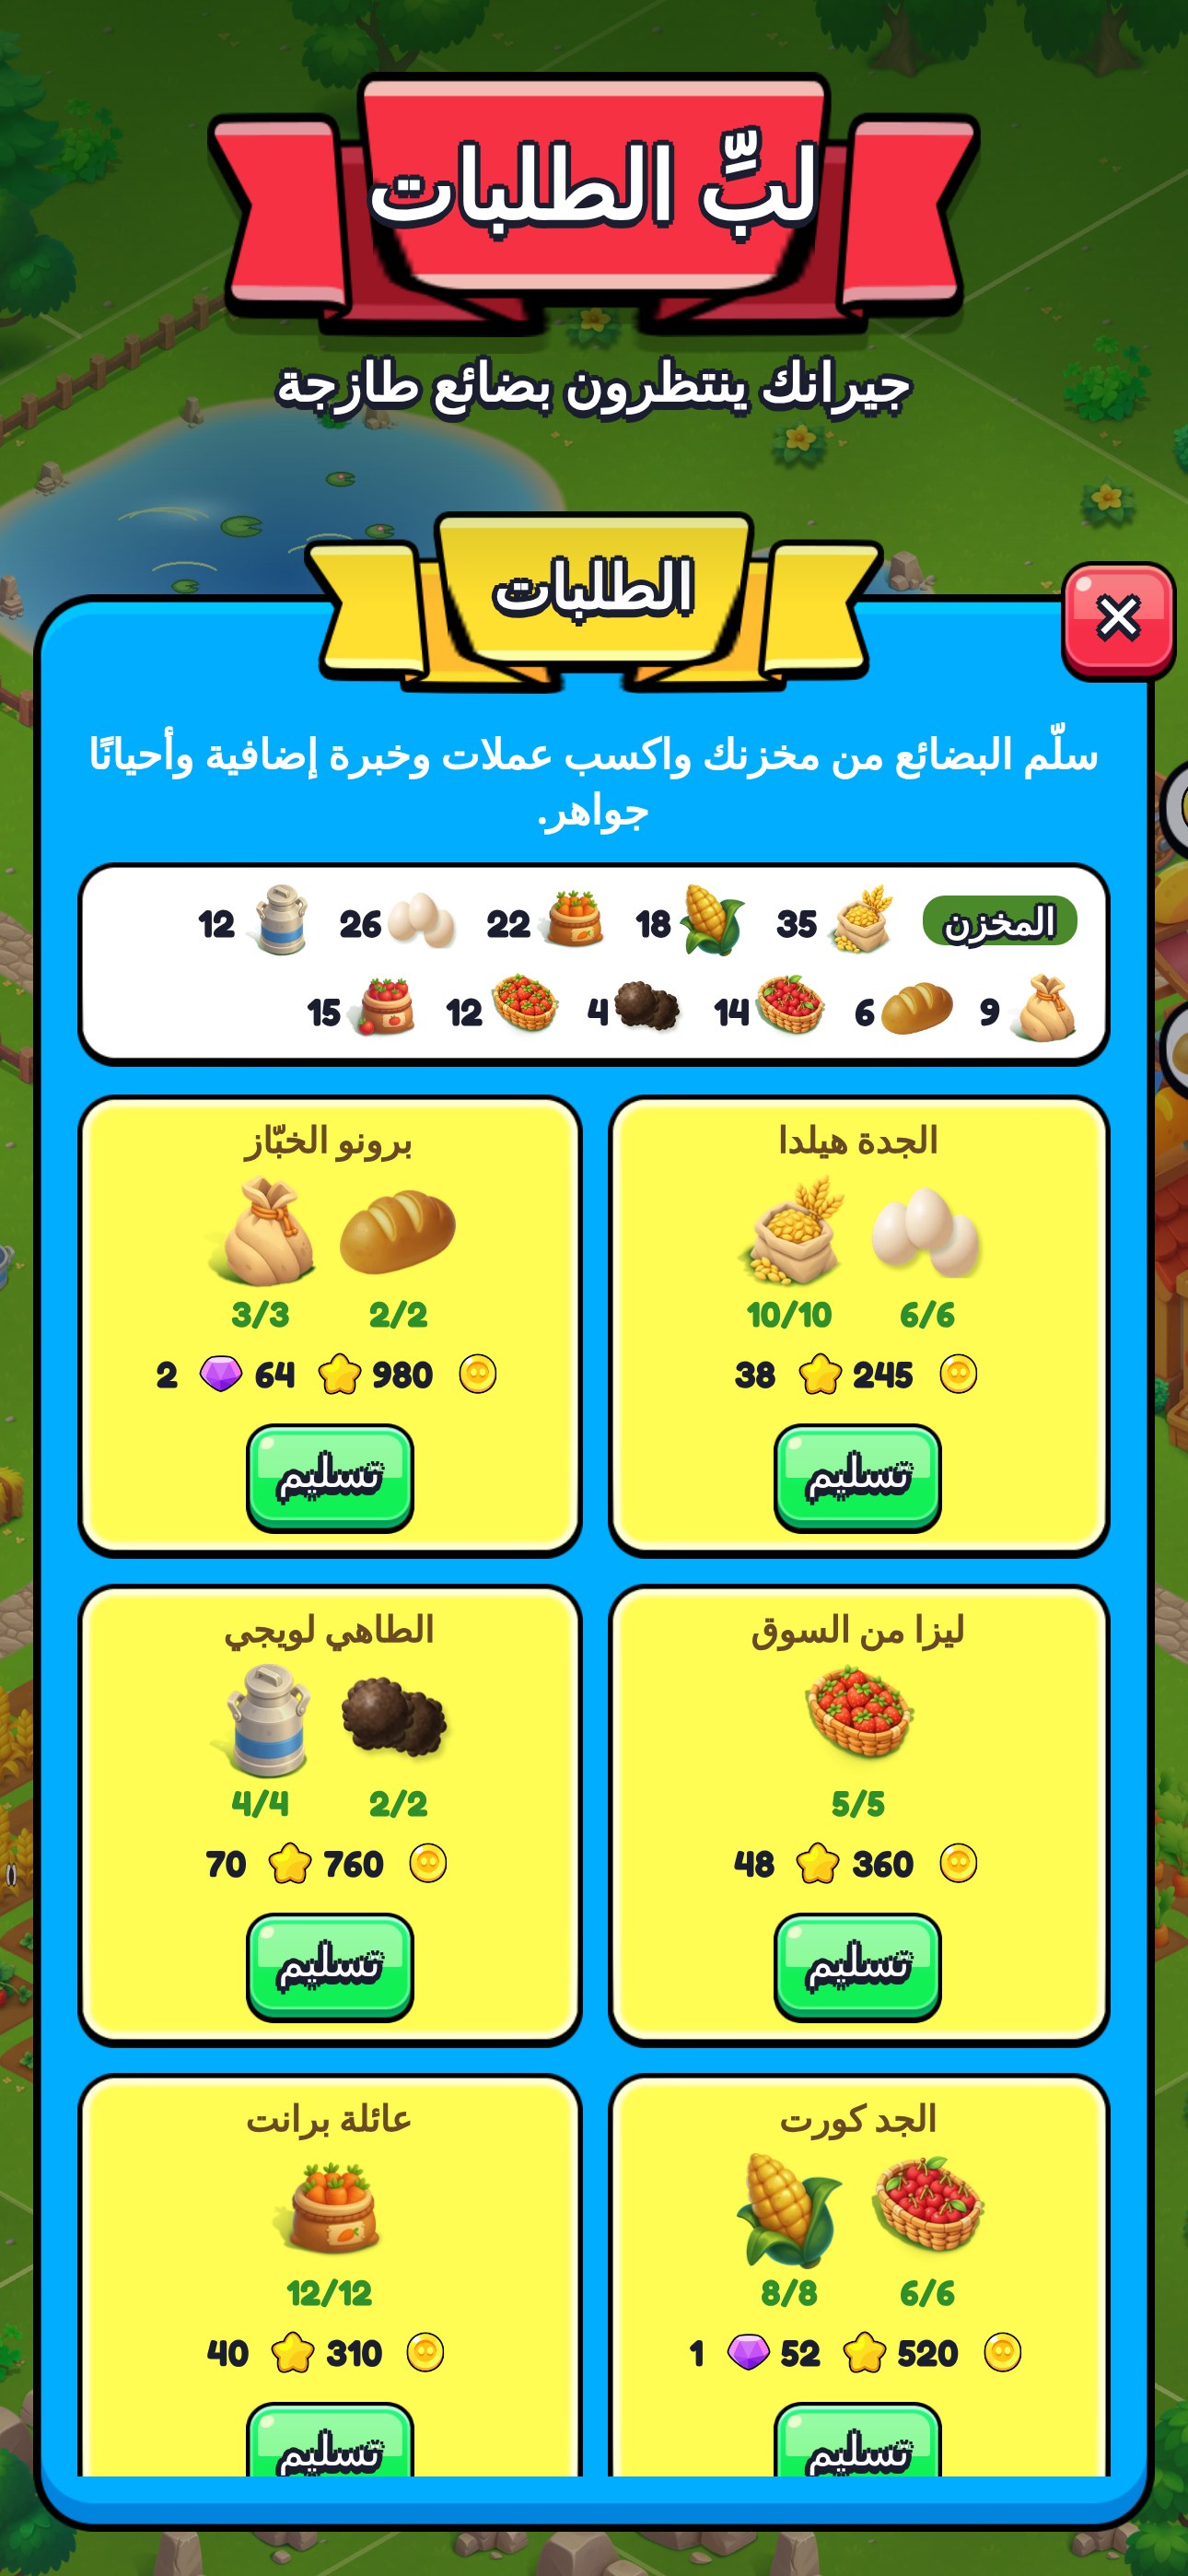 لبِّ الطلبات
جيرانك ينتظرون بضائع طازجة
الطلبات
سلّم البضائع من مخزنك واكسب عملات وخبرة إضافية وأحيانًا
جواهر.
المخزن 35 18 22 26 12
9 6 14 4 12 15
الجدة هيلدا
6/6 10/10
245 38
تسليم
برونو الخبّاز
2/2 3/3
980 64 2
تسليم
ليزا من السوق
5/5
360 48
تسليم
الطاهي لويجي
2/2 4/4
760 70
تسليم
الجد كورت
6/6 8/8
520 52 1
تسليم
عائلة برانت
12/12
310 40
تسليم